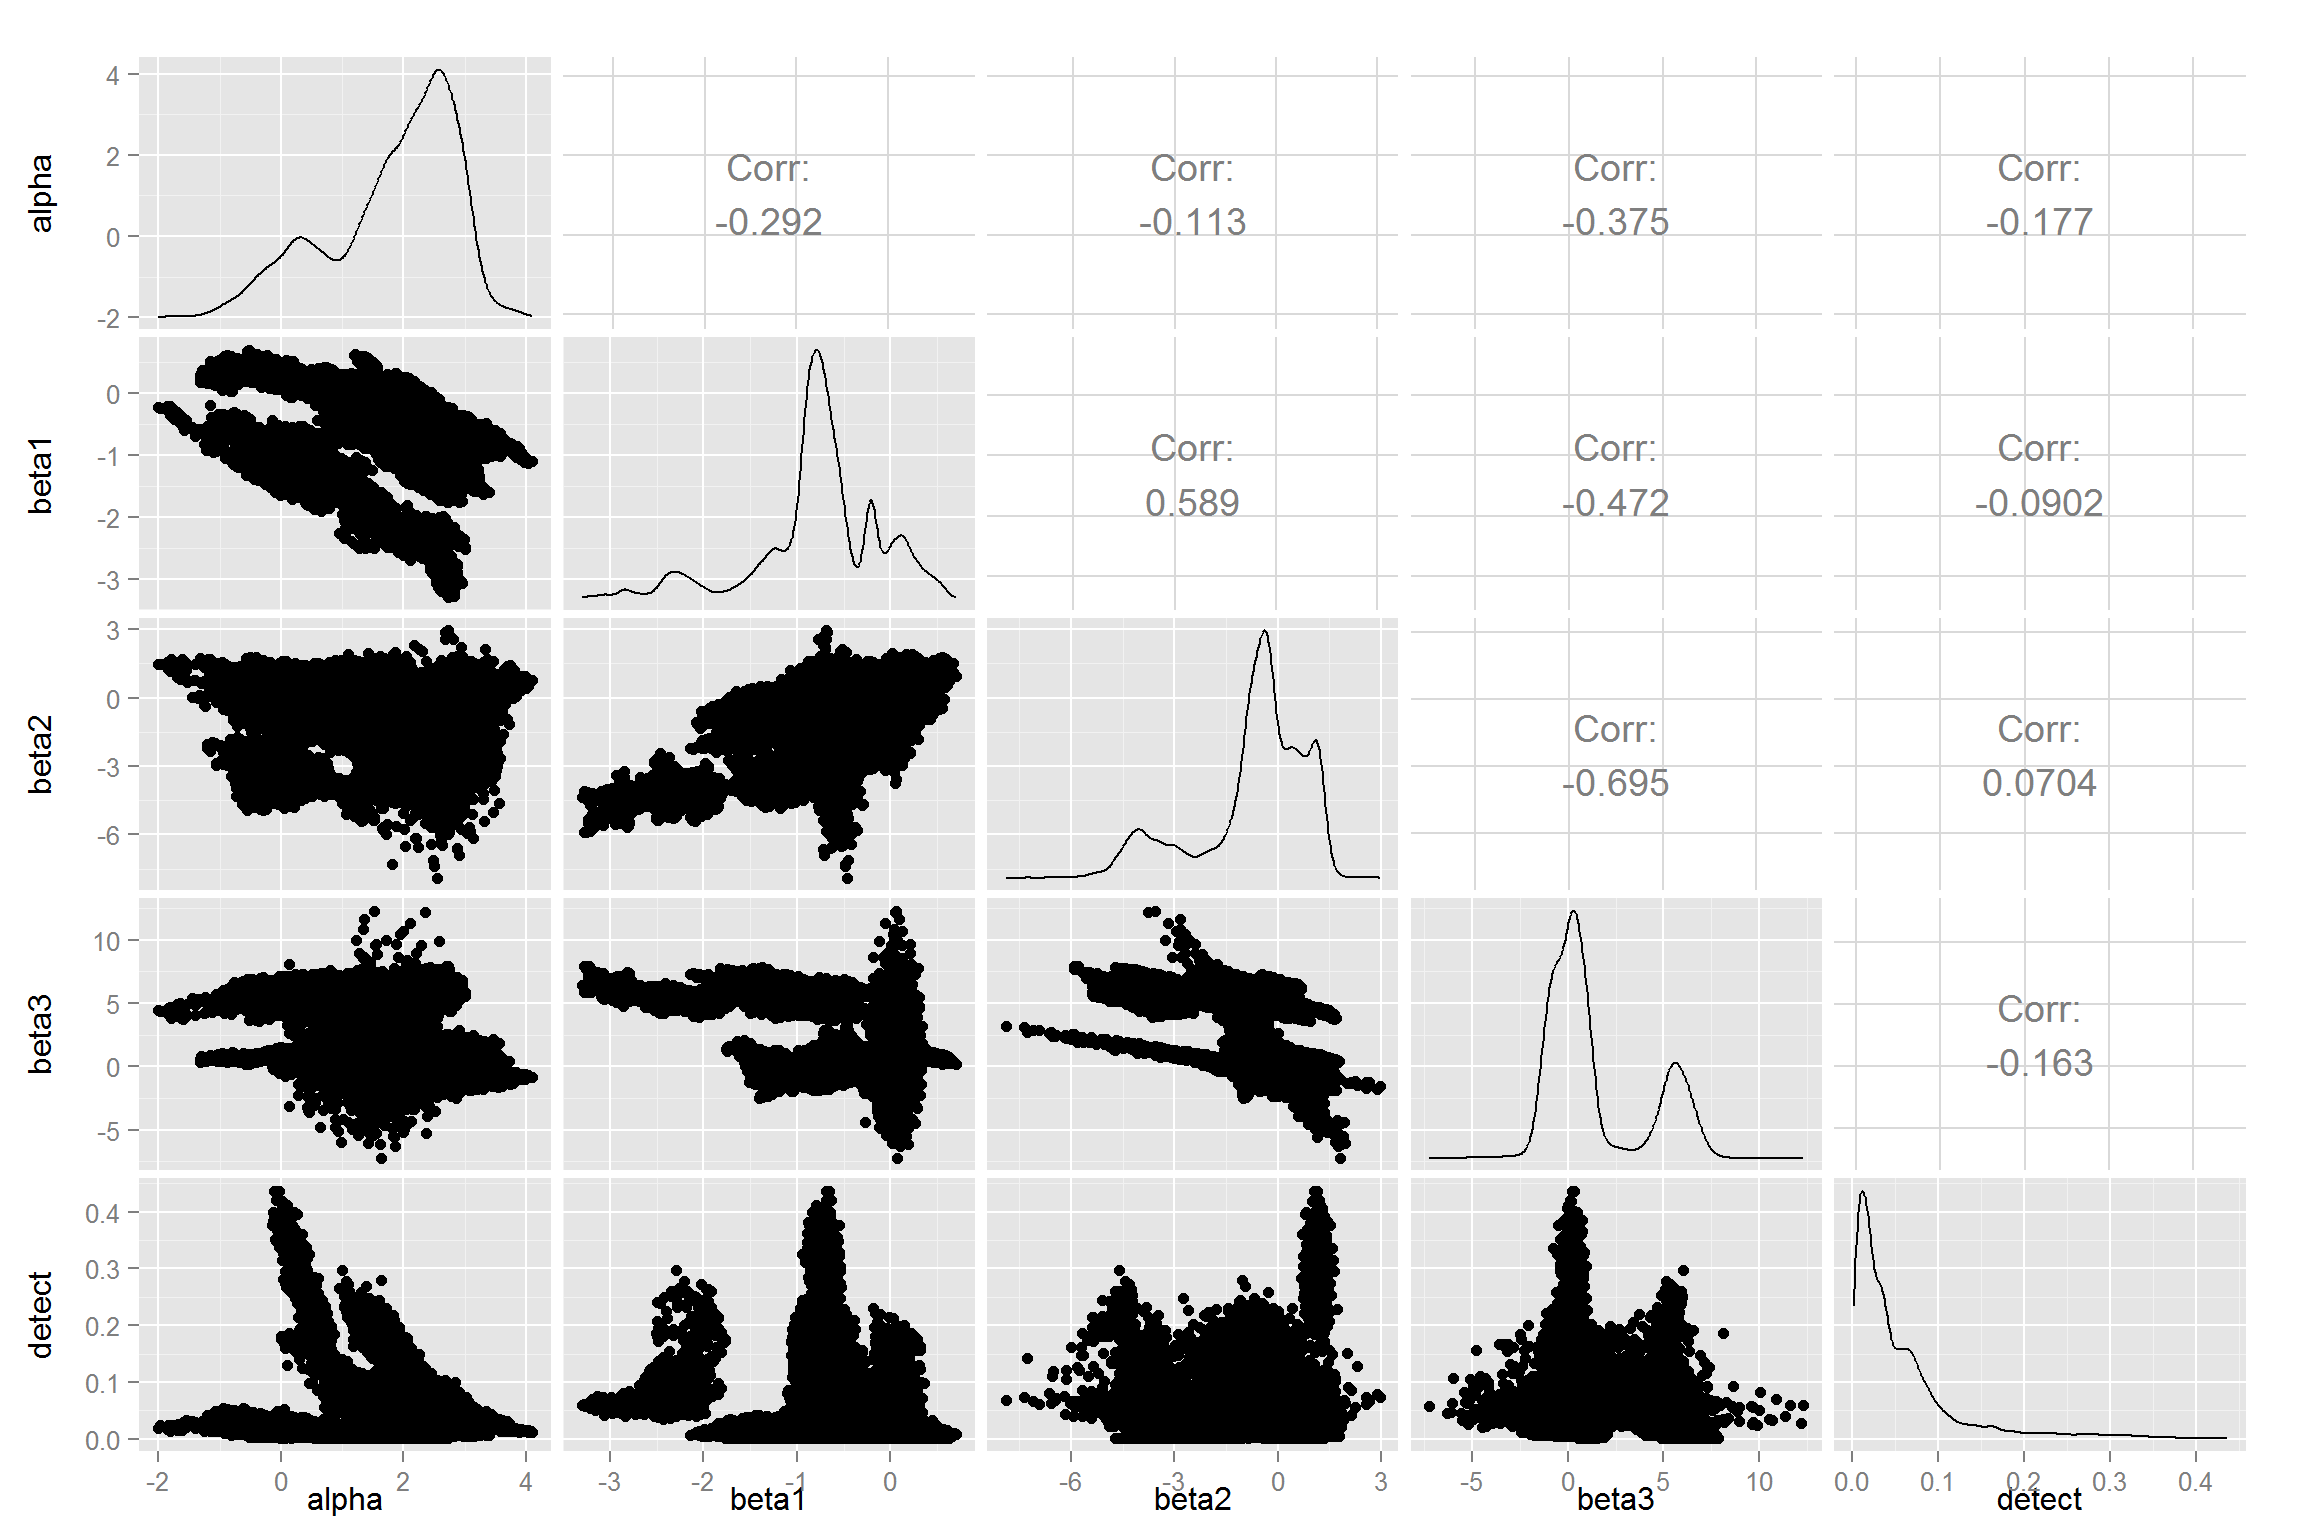 alpha
4
2
0
-2
Corr:
-0.292
Corr:
-0.113
Corr:
-0.375
Corr:
-0.177
beta1
0
-1
-2
-3
Corr:
0.589
Corr:
-0.472
Corr:
-0.0902
beta2
3
0
-3
-6
Corr:
-0.695
Corr:
0.0704
beta3
10
5
0
-5
Corr:
-0.163
detect
0.4
0.3
0.2
0.1
0.0
-2 0 2 4
-3 -2 -1 0
-6 -3 0 3
-5 0 5 10
0.0 0.1 0.2 0.3 0.4
alpha beta1 beta2 beta3 detect